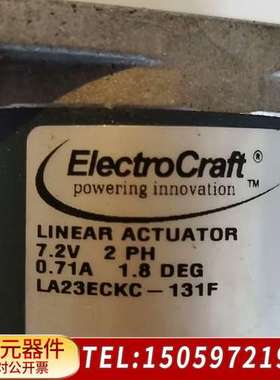 ElectroCraft®
powering innovation™
LINEAR ACTUATOR
7.2V 2 PH
0.71A 1.8 DEG
LA23ECKC-131F
元器件
对公开票
TEL:150597219